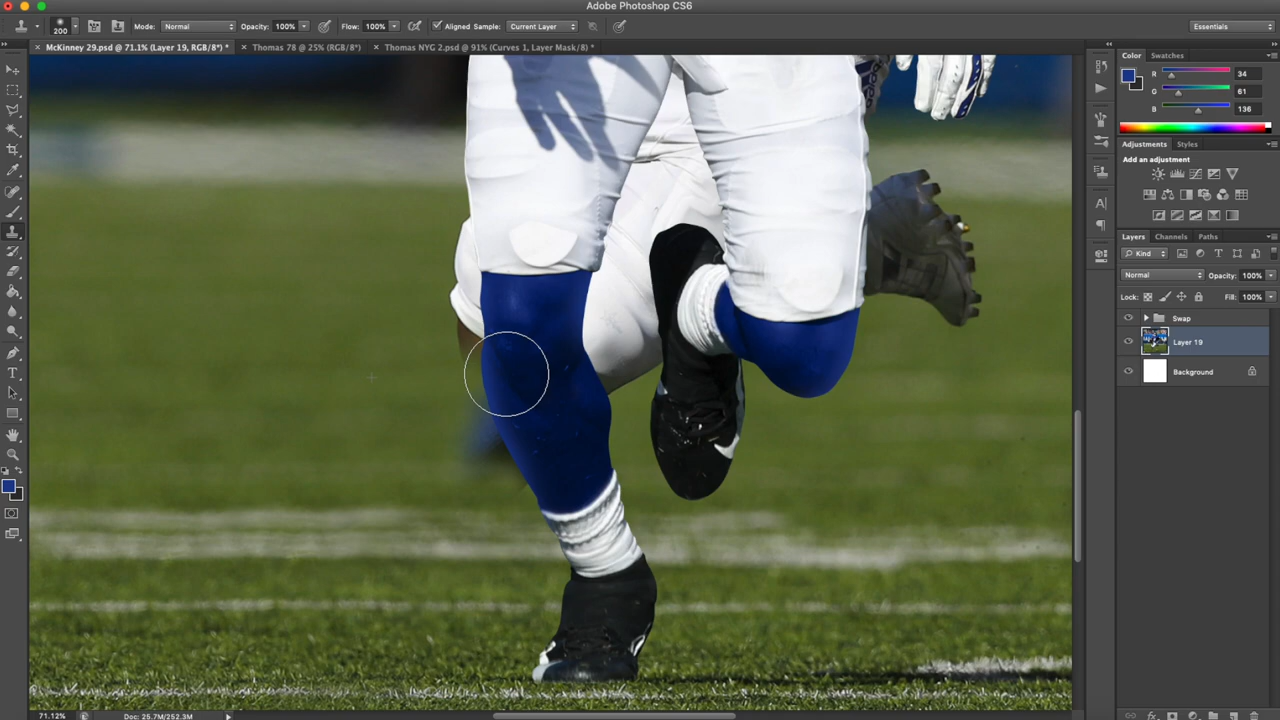 Adobe Photoshop CS6
200 Mode: Normal Opacity: 100% Flow: 100% Aligned Sample: Current Layer Essentials
McKinney 29.psd @ 71.1% (Layer 19, RGB/8*) * Thomas 78 @ 25% (RGB/8*) Thomas NYG 2.psd @ 91% (Curves 1, Layer Mask/8) *
Color Swatches
R 34
G 61
B 136
Adjustments Styles
Add an adjustment
Layers Channels Paths
Kind
Normal Opacity: 100%
Lock: Fill: 100%
Swap
Layer 19
Background
71.12% Doc: 25.7M/252.3M